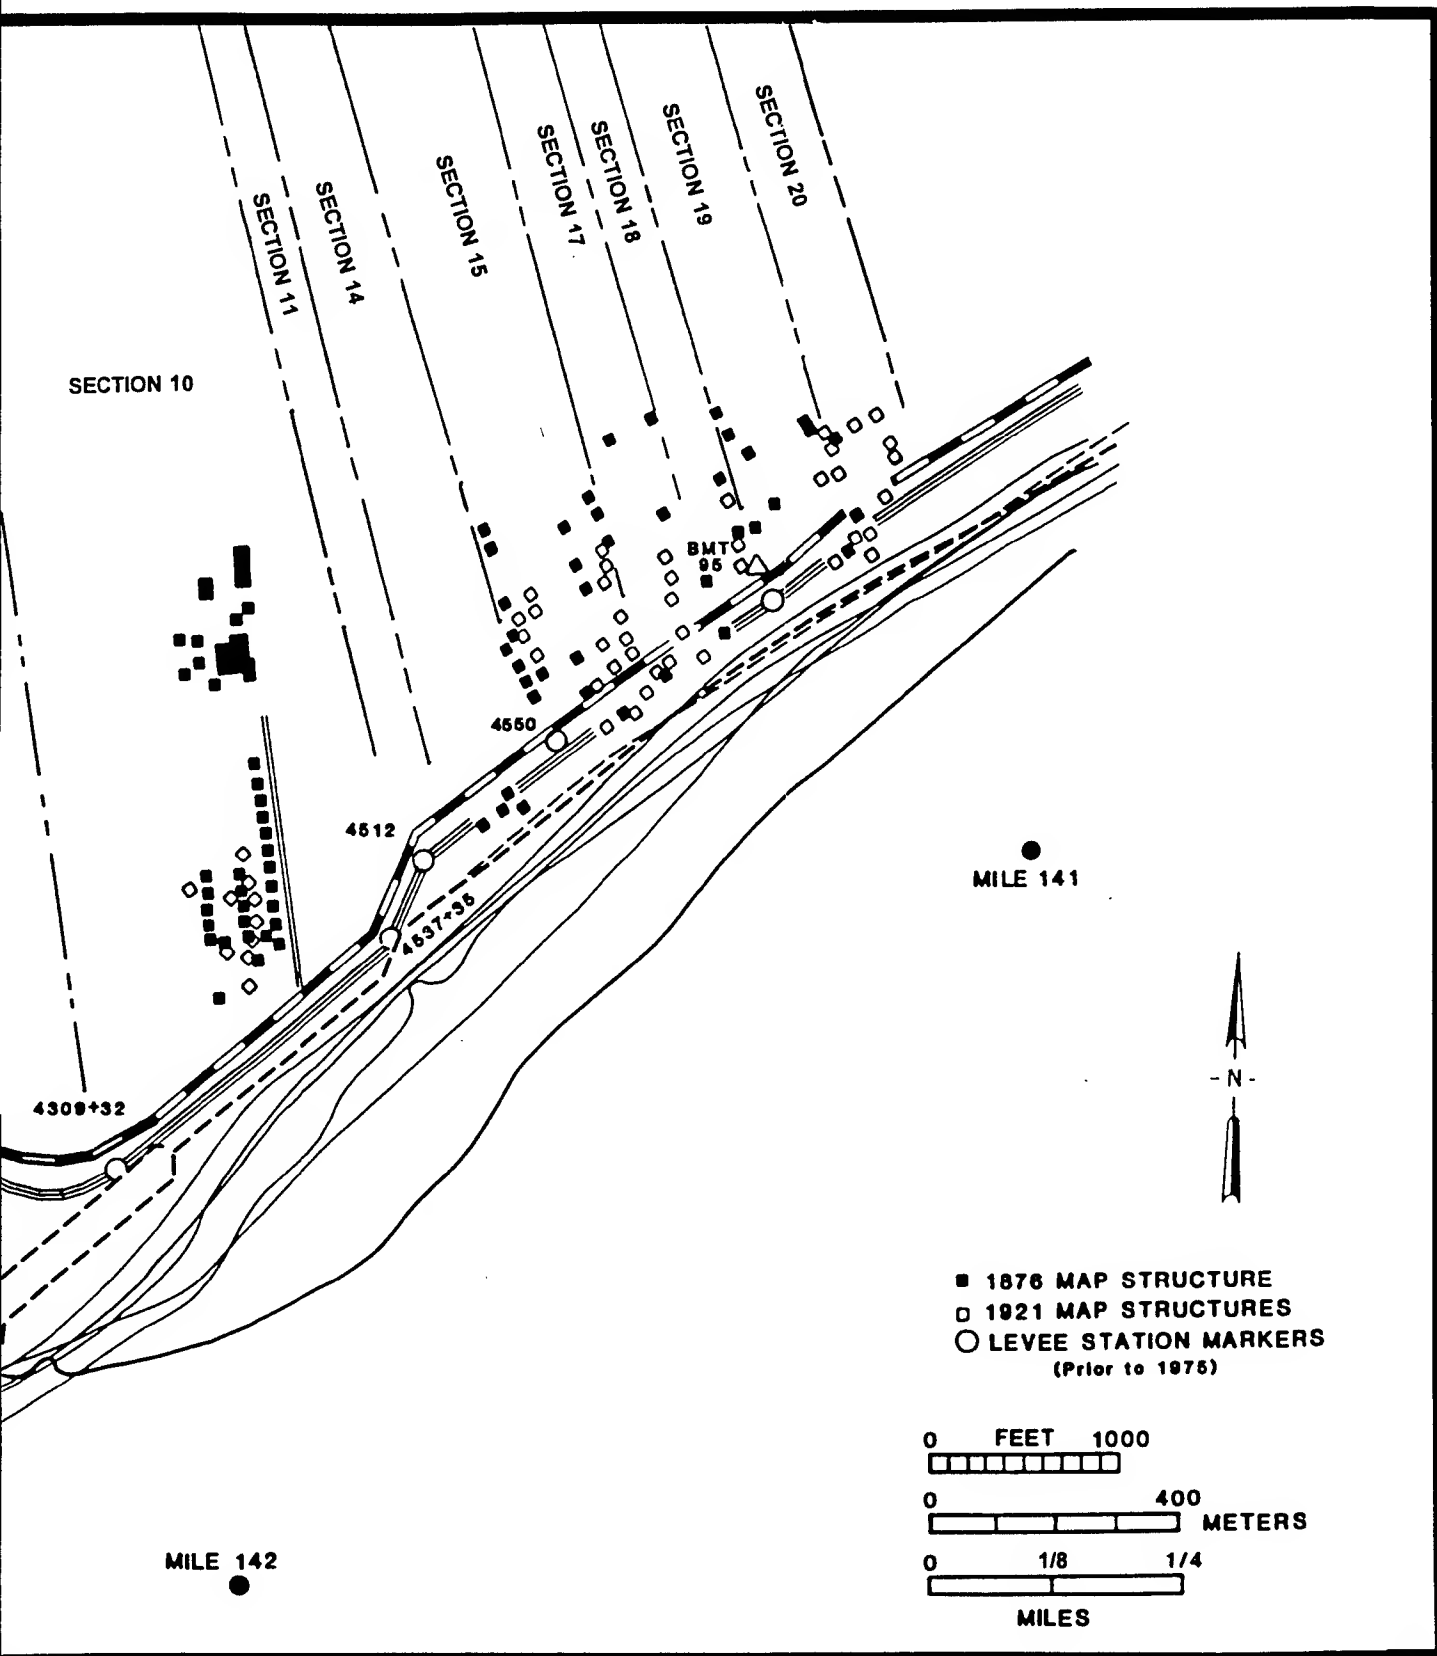 SECTION 10
SECTION 11
SECTION 14
SECTION 15
SECTION 17
SECTION 18
SECTION 19
SECTION 20
BMT
95
4550
4512
4537+35
4309+32
MILE 141
MILE 142
- N -
1876 MAP STRUCTURE
1921 MAP STRUCTURES
LEVEE STATION MARKERS
(Prior to 1975)
0 FEET 1000
0 400
METERS
0 1/8 1/4
MILES